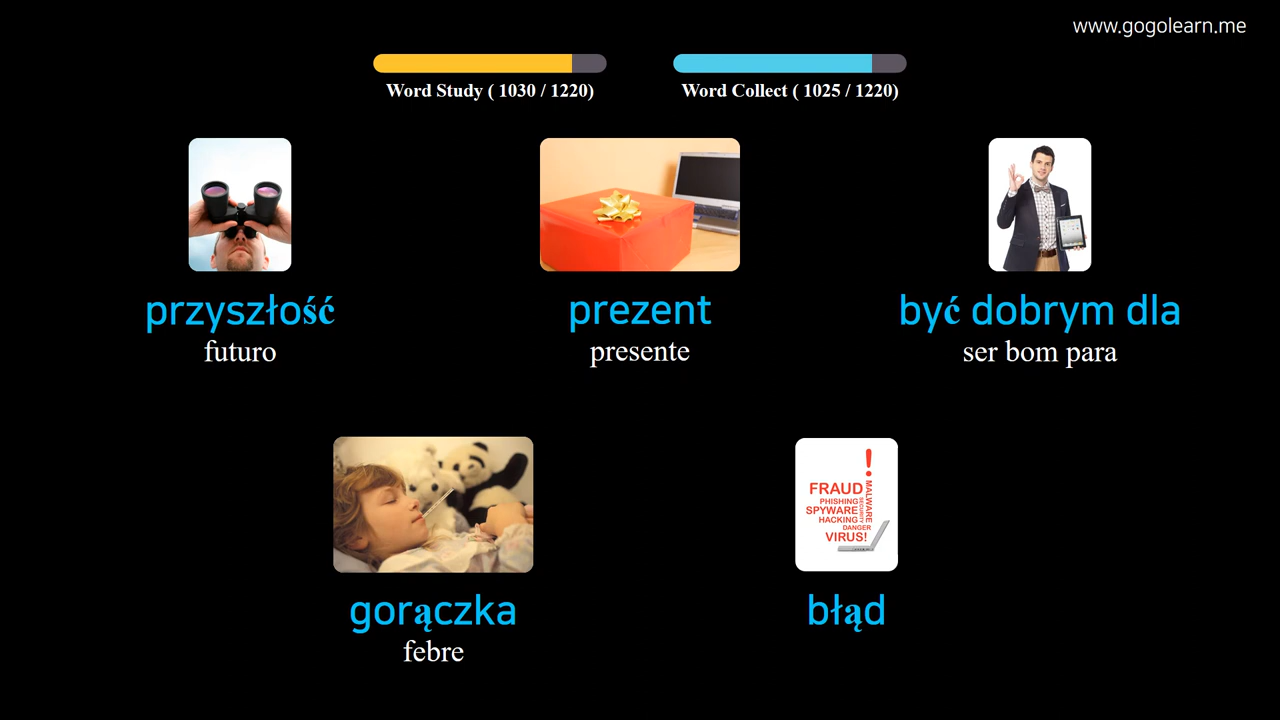 www.gogolearn.me
Word Study ( 1030 / 1220)
Word Collect ( 1025 / 1220)
przyszłość
futuro
prezent
presente
być dobrym dla
ser bom para
gorączka
febre
!
FRAUD
PHISHING
SPYWARE
HACKING
DANGER
VIRUS!
MALWARE
SECURITY
błąd